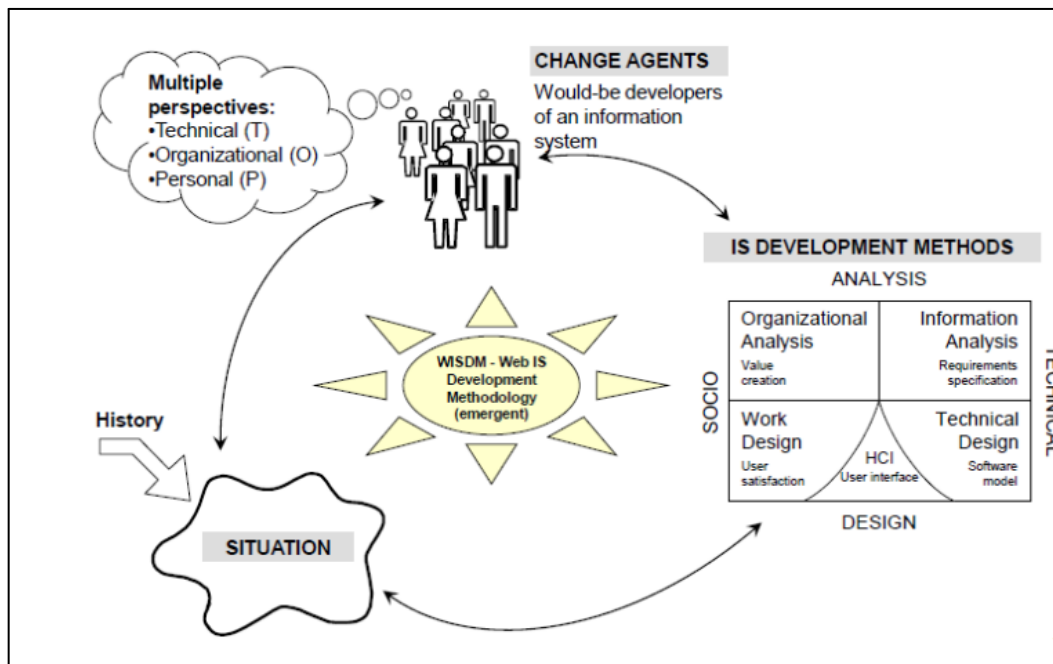 Multiple
perspectives:
•Technical (T)
•Organizational (O)
•Personal (P)
CHANGE AGENTS
Would-be developers
of an information
system
IS DEVELOPMENT METHODS
ANALYSIS
SOCIO
TECHNICAL
Organizational
Analysis
Value
creation
Information
Analysis
Requirements
specification
Work
Design
User
satisfaction
HCI
User interface
Technical
Design
Software
model
DESIGN
WISDM - Web IS
Development
Methodology
(emergent)
History
SITUATION